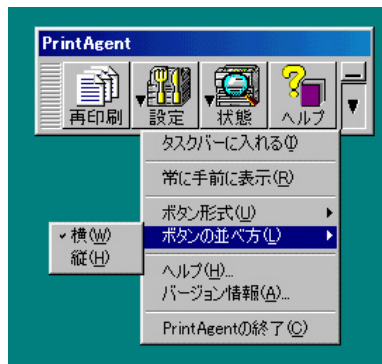 PrintAgent
再印刷 設定 状態 ヘルプ
タスクバーに入れる(I)
常に手前に表示(R)
ボタン形式(U)
ボタンの並べ方(L)
横(W)
縦(H)
ヘルプ(H)...
バージョン情報(A)...
PrintAgentの終了(C)